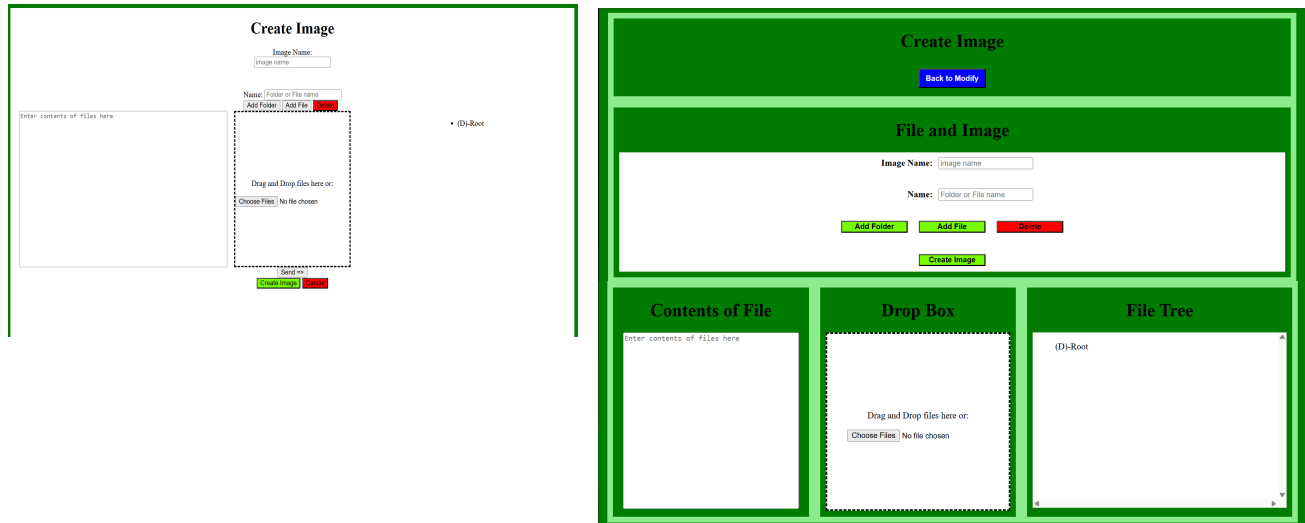 Create Image
Image Name:
image name
Name: Folder or File name
Add Folder Add File Delete
Enter contents of files here
Drag and Drop files here or:
Choose Files No file chosen
• (D)-Root
Send =>
Create Image Cancel
Create Image
Back to Modify
File and Image
Image Name: image name
Name: Folder or File name
Add Folder Add File Delete
Create Image
Contents of File
Enter contents of files here
Drop Box
Drag and Drop files here or:
Choose Files No file chosen
File Tree
(D)-Root